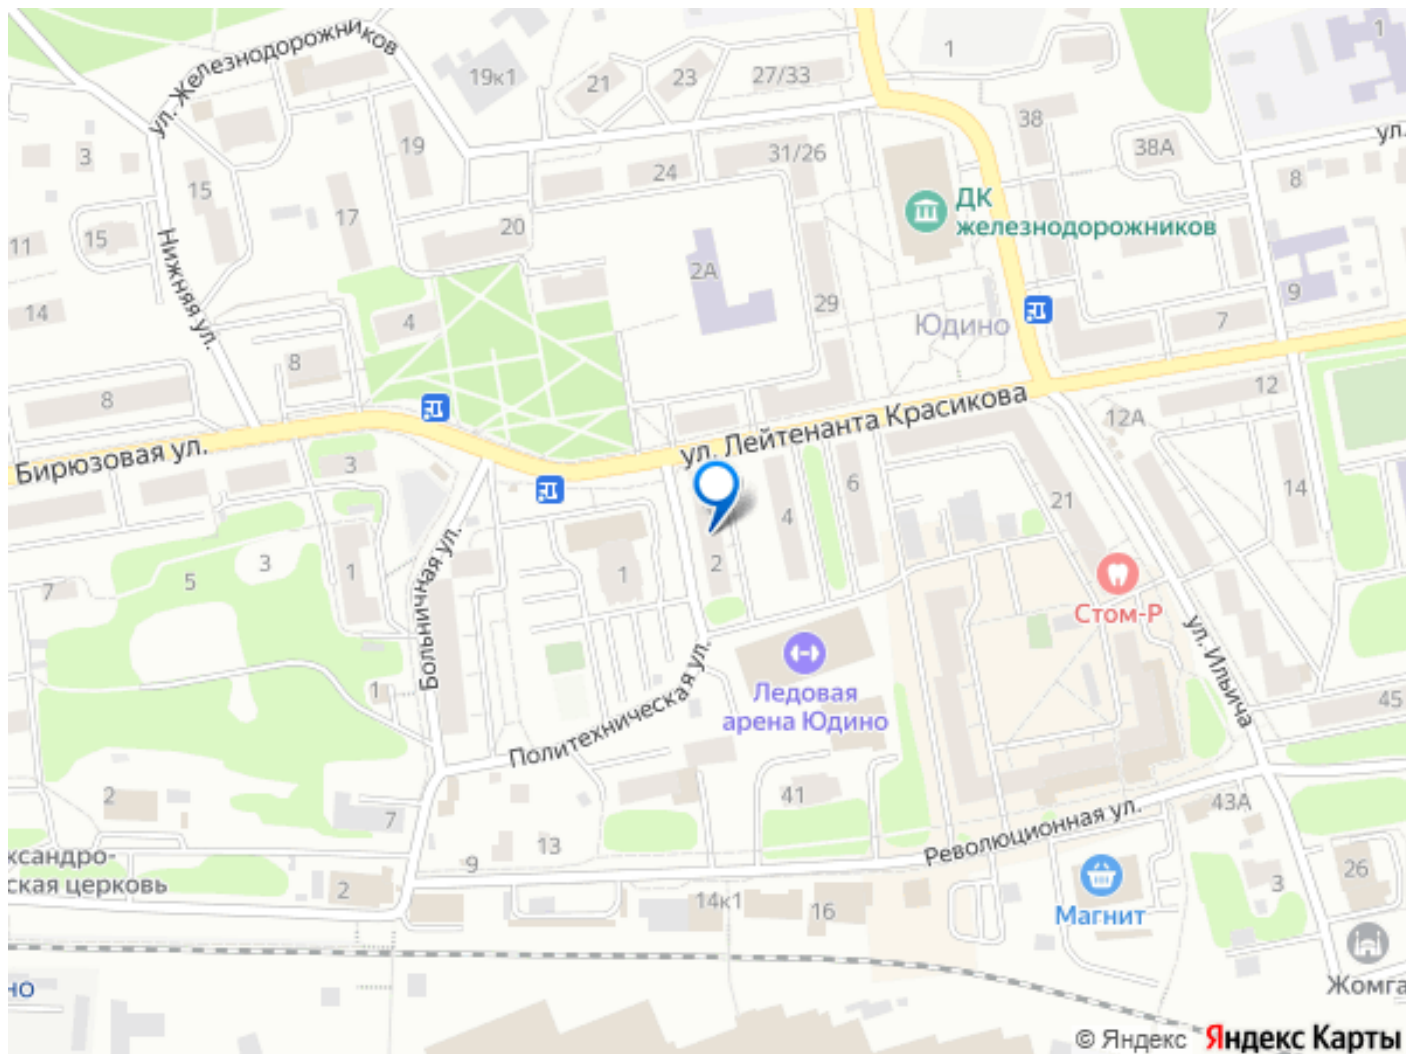 ул. Железнодорожников
1
1
19к1
21
23
27/33
38
ул.
3
19
31/26
38А
15
24
8
17
ДК
железнодорожников
20
11
15
2А
Нижняя ул.
9
14
4
29
Юдино
7
8
8
12
ул. Лейтенанта Красикова
12А
Бирюзовая ул.
3
6
14
4
21
Больничная ул.
3
2
1
1
5
7
Стом-Р
ул. Ильича
1
Политехническая ул.
Ледовая
арена Юдино
45
2
41
43А
7
Революционная ул.
13
9
ксандро-
ская церковь
2
14к1
16
3
26
Магнит
но
Жомга
© Яндекс Яндекс Карты